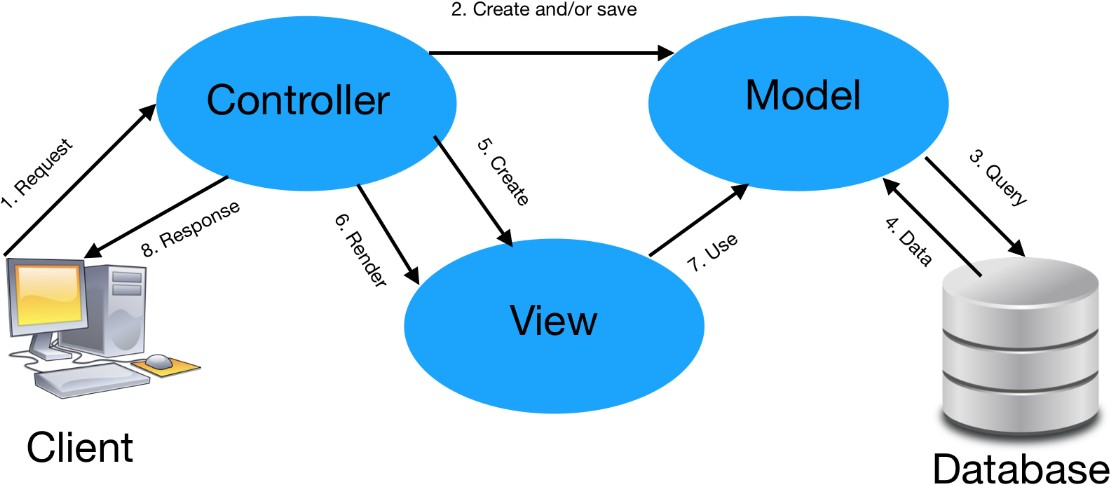 2. Create and/or save
Controller
Model
1. Request
5. Create
3. Query
8. Response
6. Render
7. Use
4. Data
View
Client
Database